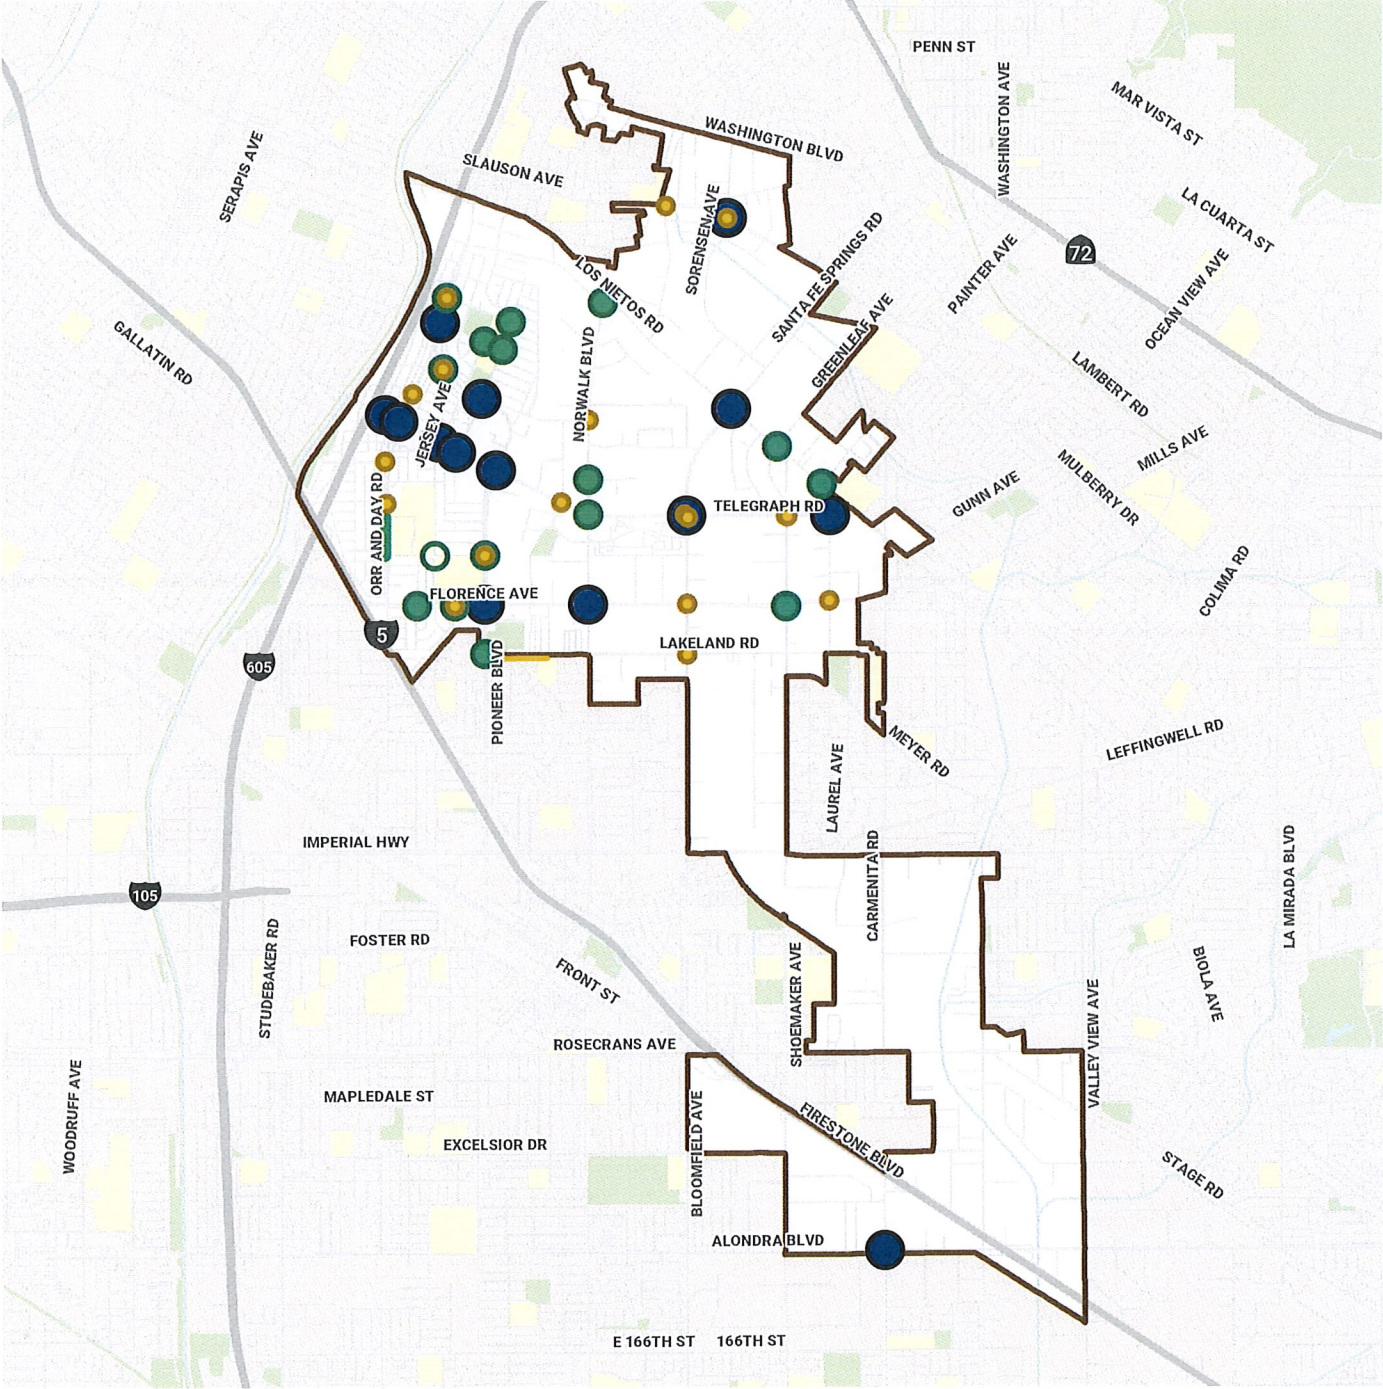 PENN ST
WASHINGTON AVE
MAR VISTA ST
WASHINGTON BLVD
SERAPIS AVE
SLAUSON AVE
LA CUARTA ST
SORENSEN AVE
SANTA FE SPRINGS RD
PAINTER AVE
72
OCEAN VIEW AVE
LOS NIETOS RD
GREENLEAF AVE
GALLATIN RD
NORWALK BLVD
LAMBERT RD
JERSEY AVE
MILLS AVE
MULBERRY DR
GUNN AVE
TELEGRAPH RD
ORR AND DAY RD
COLIMA RD
FLORENCE AVE
5
LAKELAND RD
605
PIONEER BLVD
MEYER RD
LEFFINGWELL RD
LAUREL AVE
IMPERIAL HWY
CARMENITA RD
LA MIRADA BLVD
105
FOSTER RD
STUDEBAKER RD
FRONT ST
SHOEMAKER AVE
BIOLA AVE
VALLEY VIEW AVE
ROSECRANS AVE
MAPLEDALE ST
WOODRUFF AVE
EXCELSIOR DR
BLOOMFIELD AVE
FIRESTONE BLVD
STAGE RD
ALONDRA BLVD
E 166TH ST
166TH ST